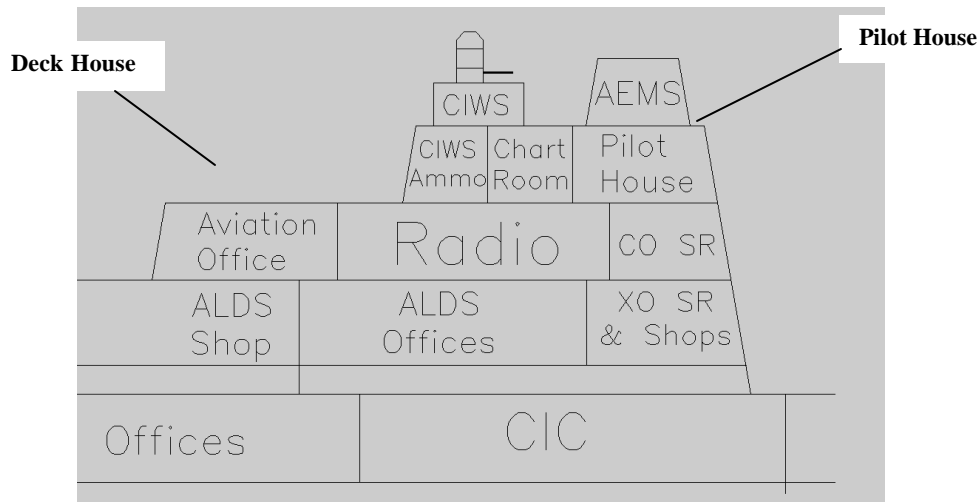 Pilot House
Deck House
AEMS
CIWS
CIWS
Ammo
Chart
Room
Pilot
House
Aviation
Office
Radio
CO SR
ALDS
Shop
ALDS
Offices
XO SR
& Shops
Offices
CIC